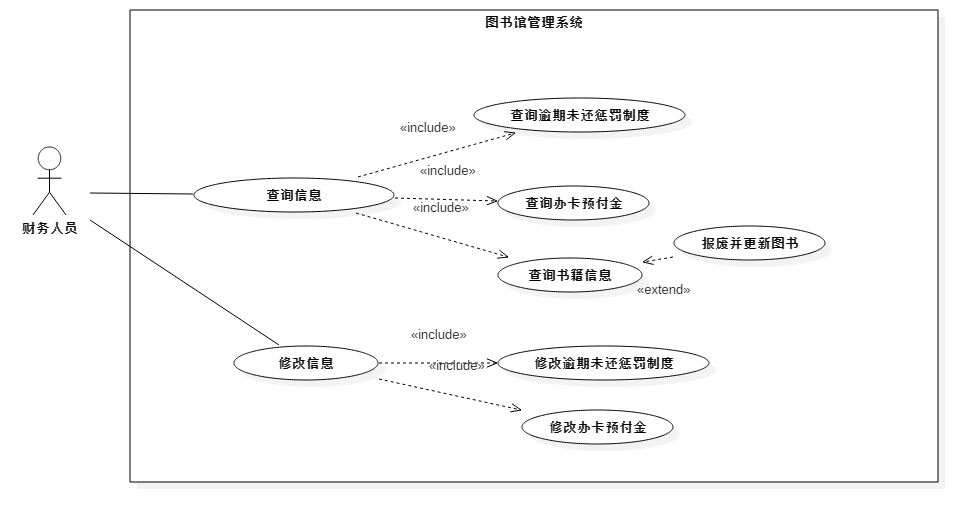 图书馆管理系统
查询逾期未还惩罚制度
«include»
«include»
查询信息
查询办卡预付金
«include»
财务人员
报废并更新图书
查询书籍信息
«extend»
«include»
修改信息
«include»
修改逾期未还惩罚制度
修改办卡预付金